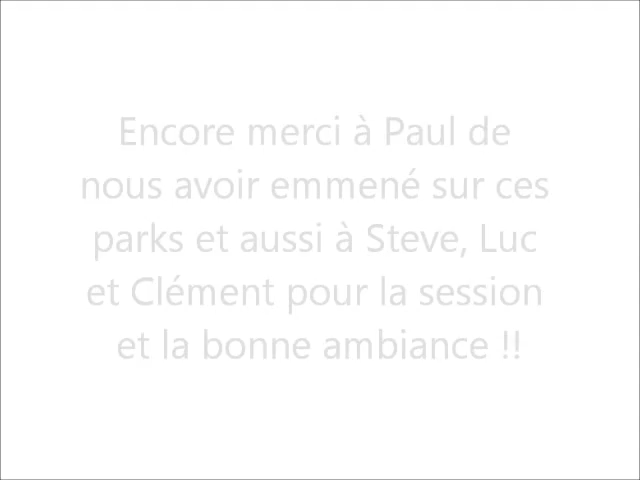 Encore merci à Paul de
nous avoir emmené sur ces
parks et aussi à Steve, Luc
et Clément pour la session
et la bonne ambiance !!